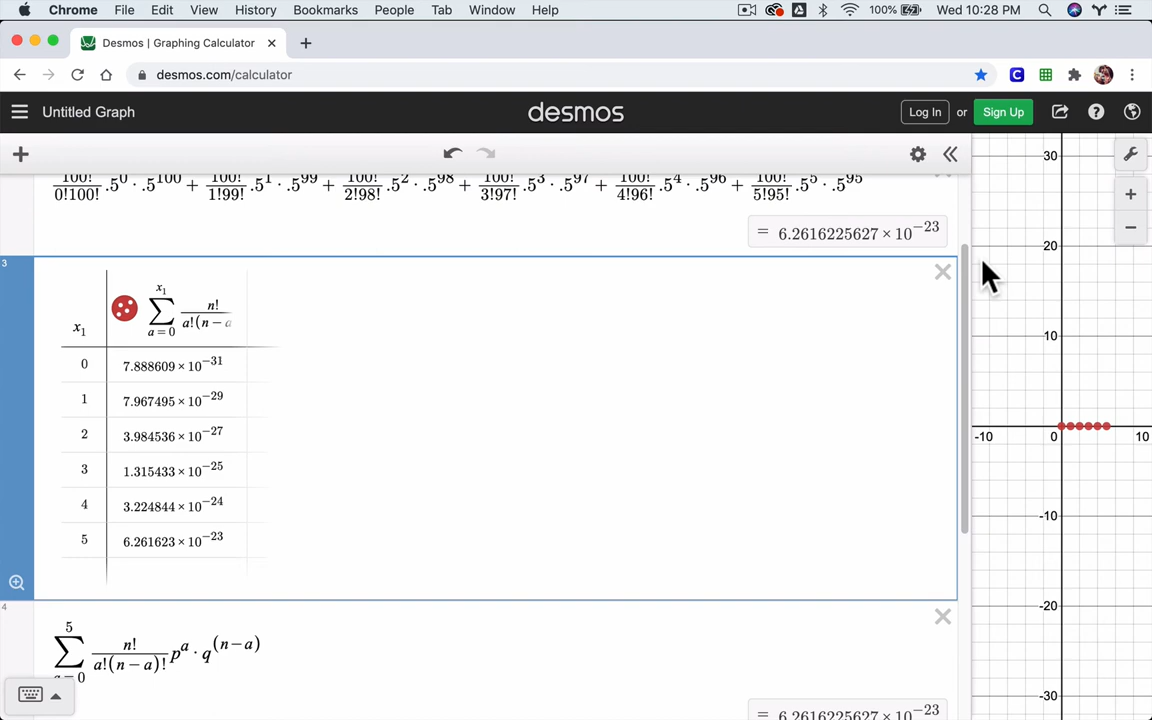 Chrome File Edit View History Bookmarks People Tab Window Help 100% Wed 10:28 PM
Desmos | Graphing Calculator
desmos.com/calculator
Untitled Graph desmos Log In or Sign Up
100!/0!100! .5^0 · .5^100 + 100!/1!99! .5^1 · .5^99 + 100!/2!98! .5^2 · .5^98 + 100!/3!97! .5^3 · .5^97 + 100!/4!96! .5^4 · .5^96 + 100!/5!95! .5^5 · .5^95
= 6.2616225627 × 10^-23
3
x₁ ∑ x₁ a=0 n!/a!(n−a
0 7.888609 × 10^-31
1 7.967495 × 10^-29
2 3.984536 × 10^-27
3 1.315433 × 10^-25
4 3.224844 × 10^-24
5 6.261623 × 10^-23
4
∑ 5 a=0 n!/a!(n−a)! p^a · q^(n−a)
= 6.2616225627 × 10^-23
30
20
10
-10 0 10
-10
-20
-30